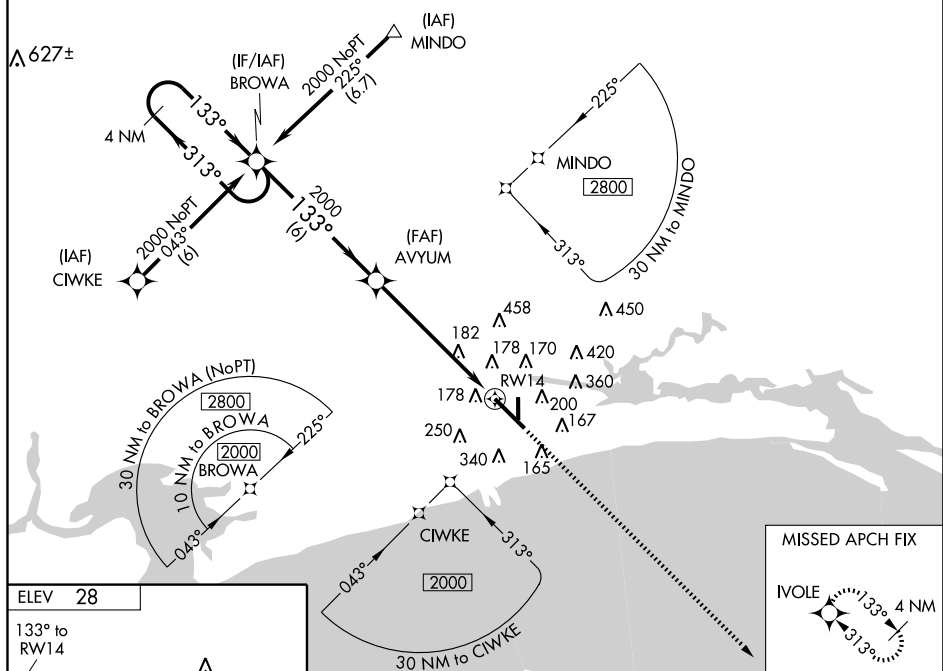 627±
(IAF)
MINDO
(IF/IAF)
BROWA
2000 NoPT
225°
(6.7)
4 NM
133°
313°
2000
133°
(6)
2000 NoPT
043°
(6)
(IAF)
CIWKE
(FAF)
AVYUM
225°
MINDO
2800
313°
30 NM to MINDO
458
450
182
178
170
420
RW14
360
178
200
167
250
340
165
30 NM to BROWA (NoPT)
2800
10 NM to BROWA
2000
BROWA
225°
043°
CIWKE
043°
313°
2000
30 NM to CIWKE
MISSED APCH FIX
IVOLE
133°
4 NM
313°
ELEV 28
133° to
RW14